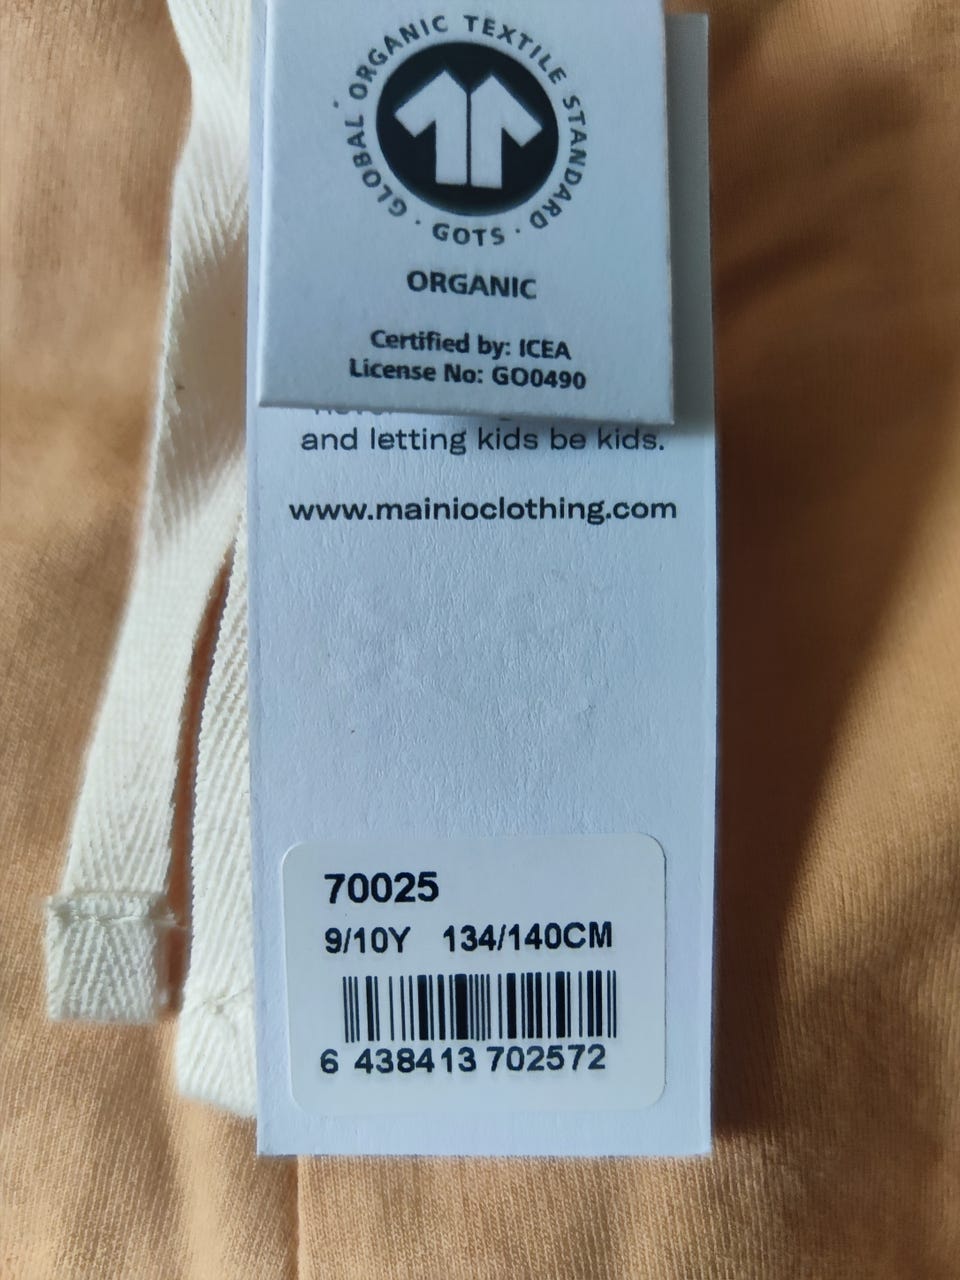 · GLOBAL ORGANIC TEXTILE STANDARD ·
GOTS
ORGANIC
Certified by: ICEA
License No: GO0490
and letting kids be kids.
www.mainioclothing.com
70025
9/10Y 134/140CM
6 438413 702572